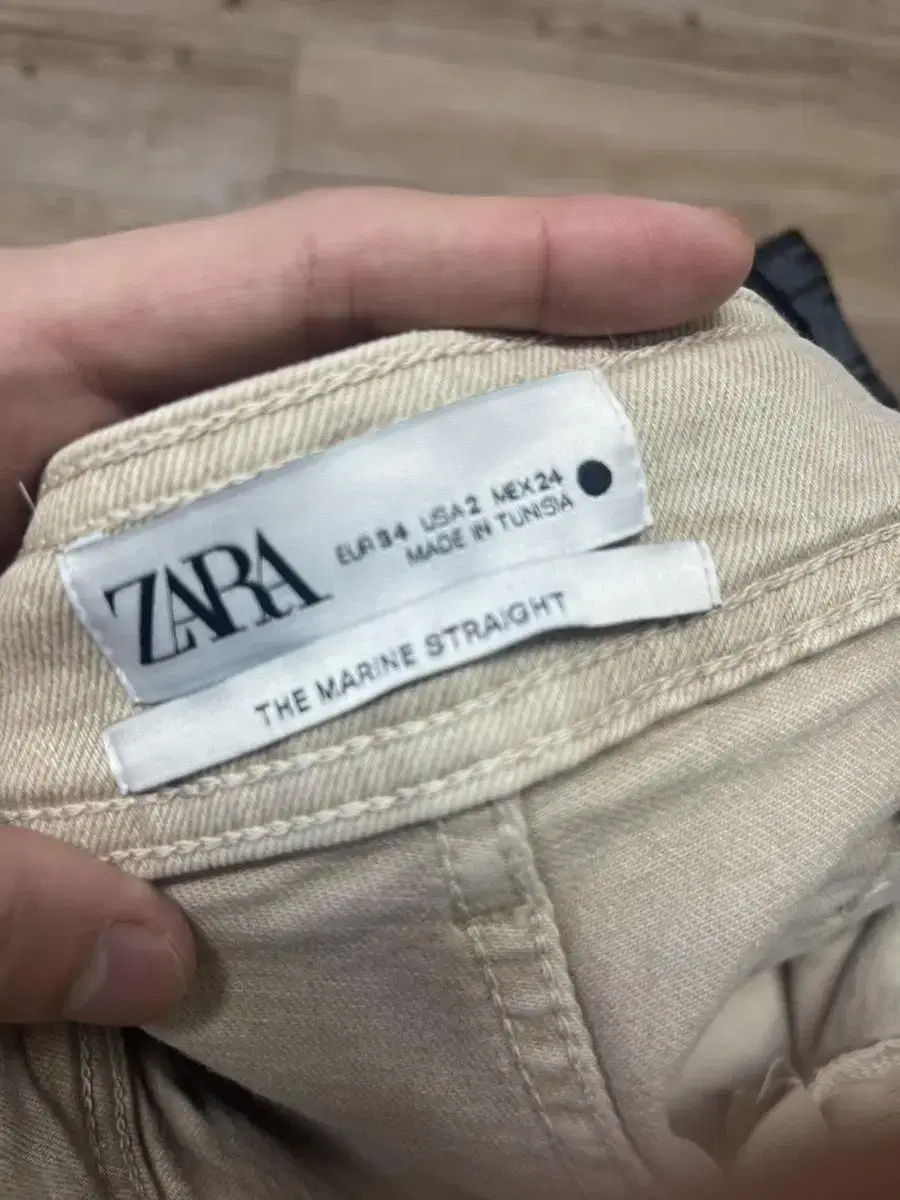 ZARA
EUR 34 USA 2 MEX 24
MADE IN TUNISIA
THE MARINE STRAIGHT